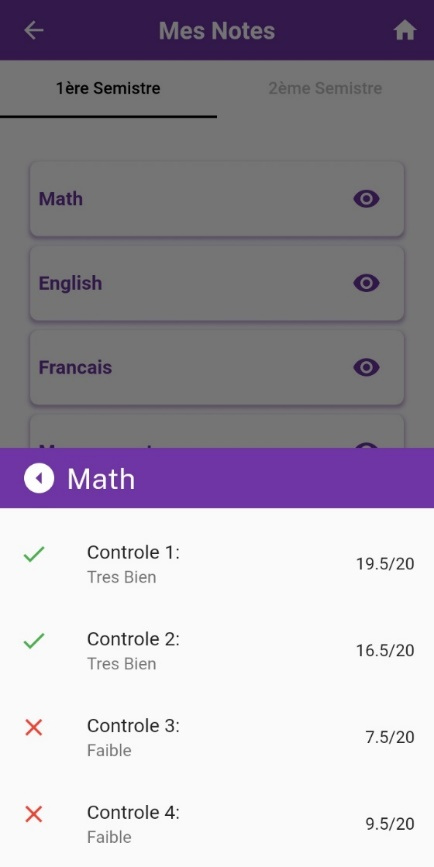 Mes Notes
1ère Semistre
2ème Semistre
Math
English
Francais
Math
Controle 1:
Tres Bien
19.5/20
Controle 2:
Tres Bien
16.5/20
Controle 3:
Faible
7.5/20
Controle 4:
Faible
9.5/20